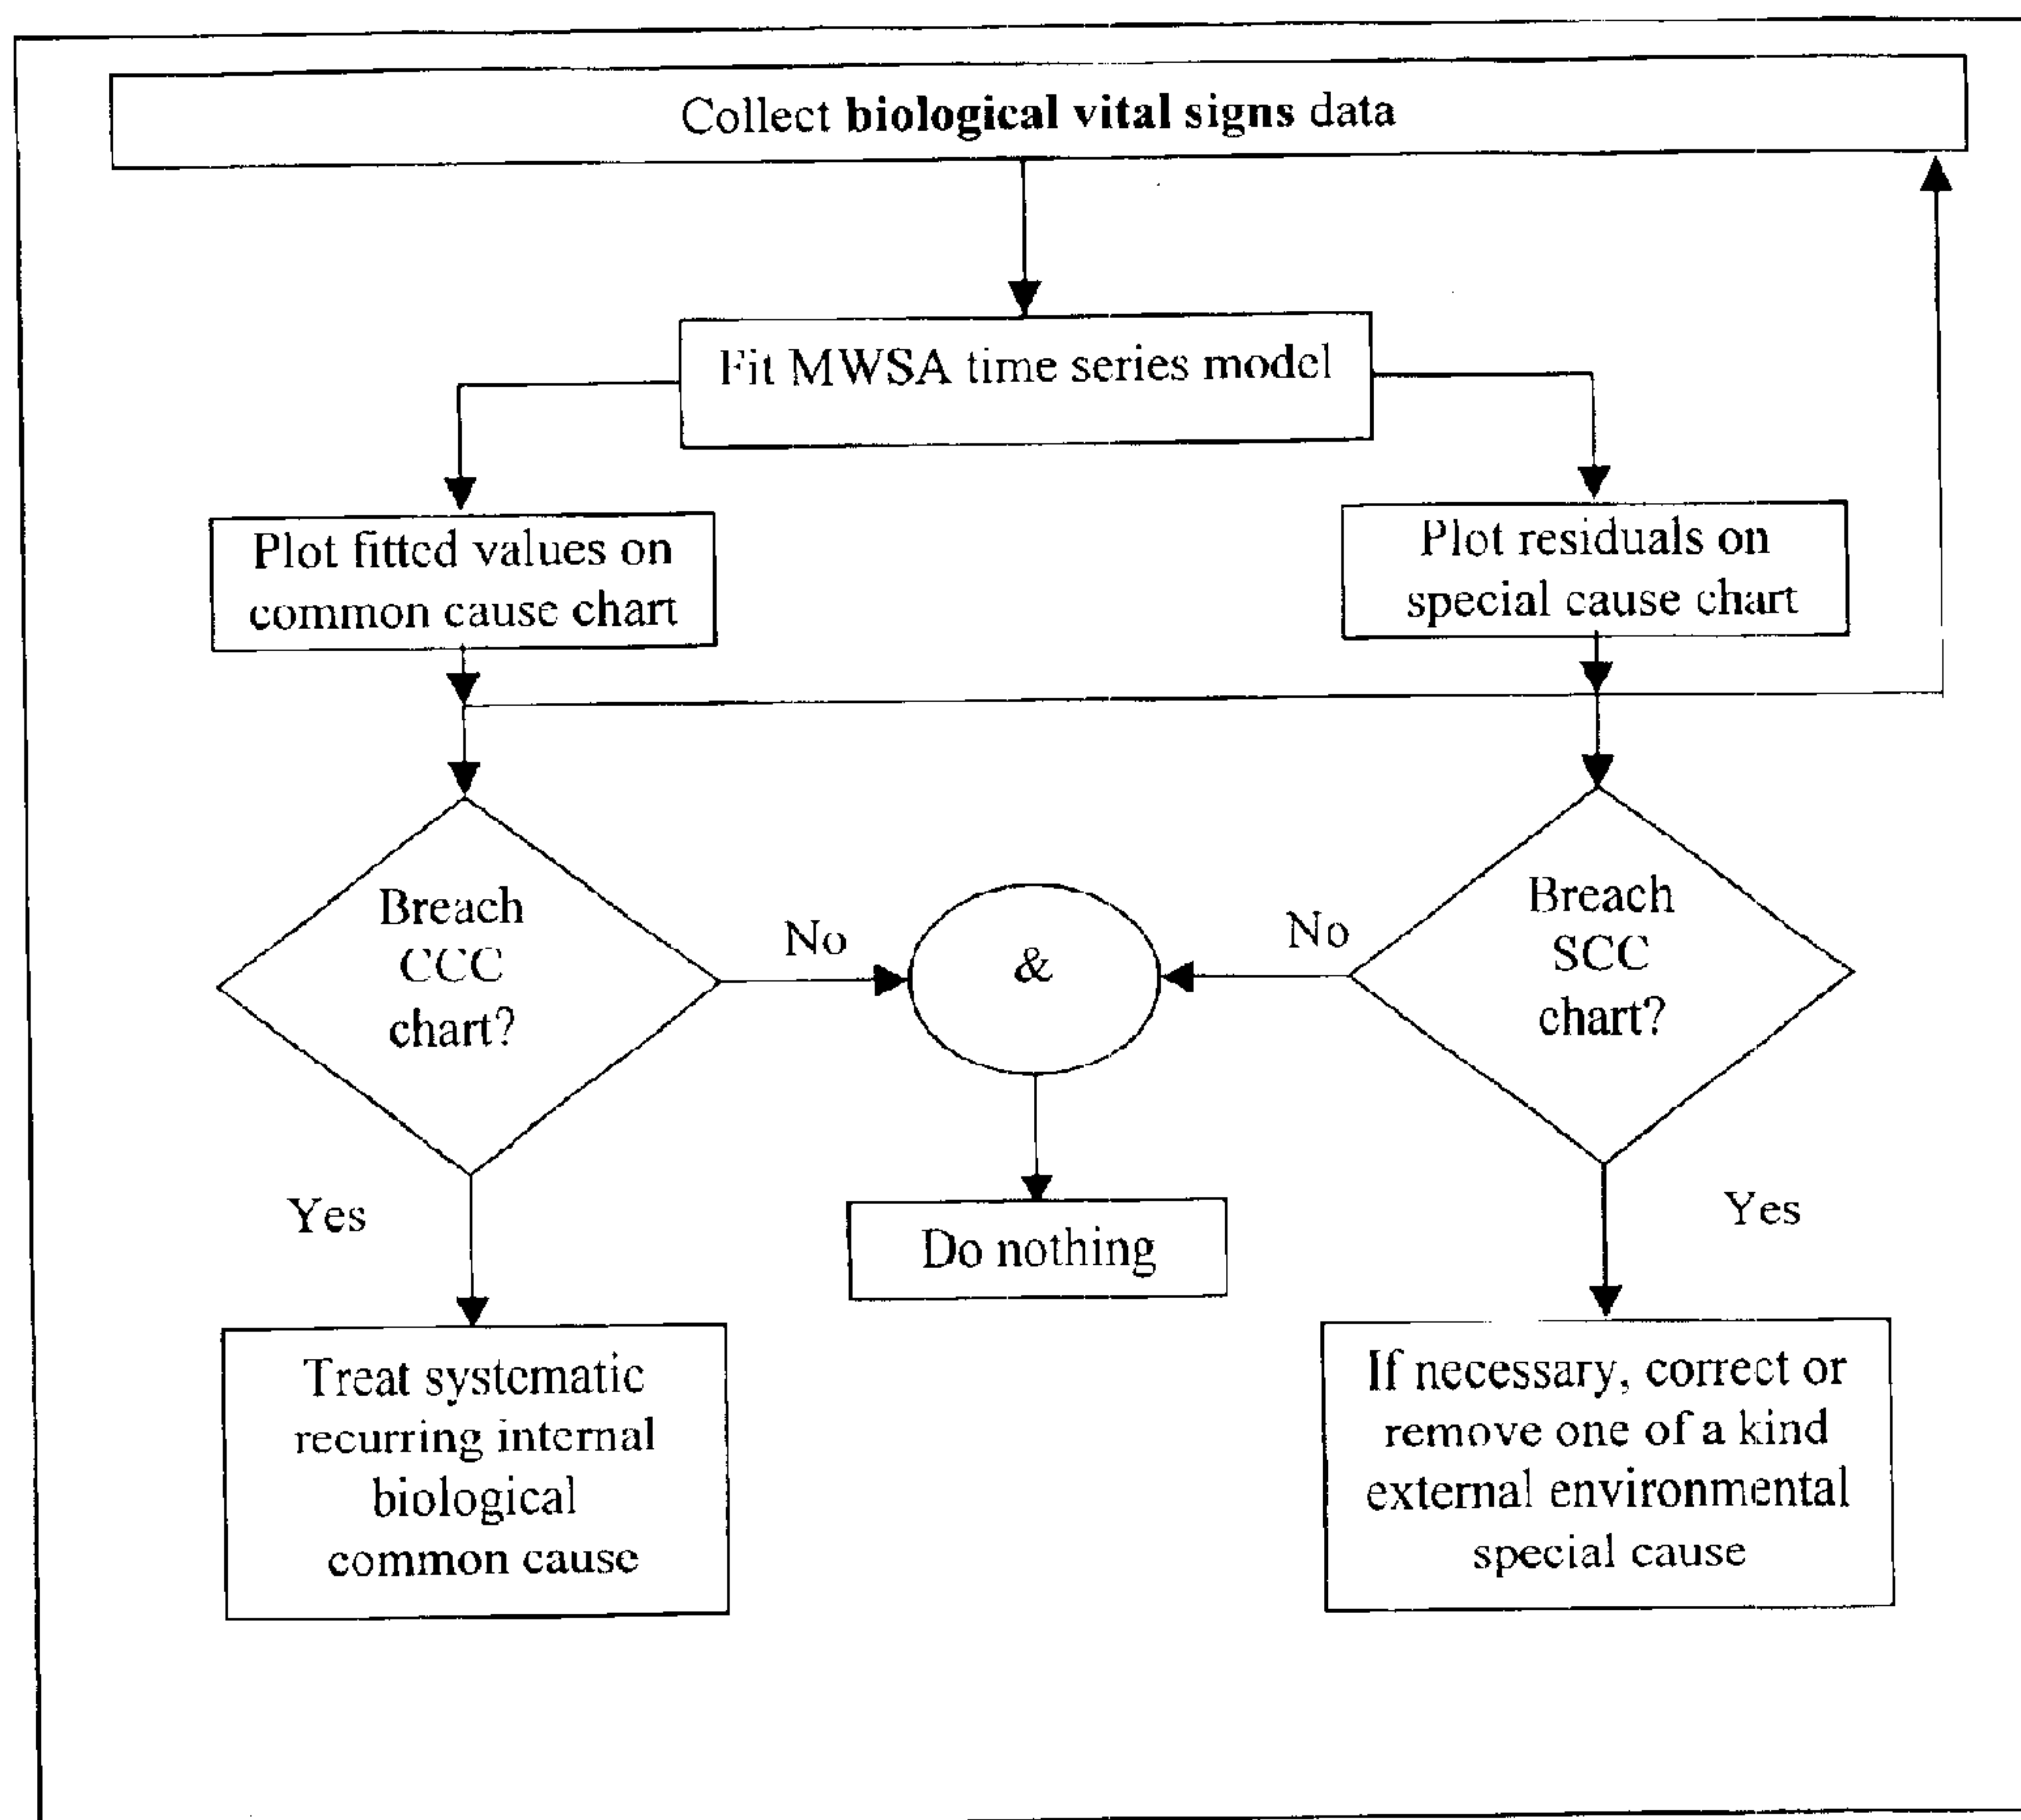 Collect biological vital signs data
Fit MWSA time series model
Plot fitted values on
common cause chart
Plot residuals on
special cause chart
Breach
CCC
chart?
No
&
No
Breach
SCC
chart?
Yes
Do nothing
Yes
Treat systematic
recurring internal
biological
common cause
If necessary, correct or
remove one of a kind
external environmental
special cause